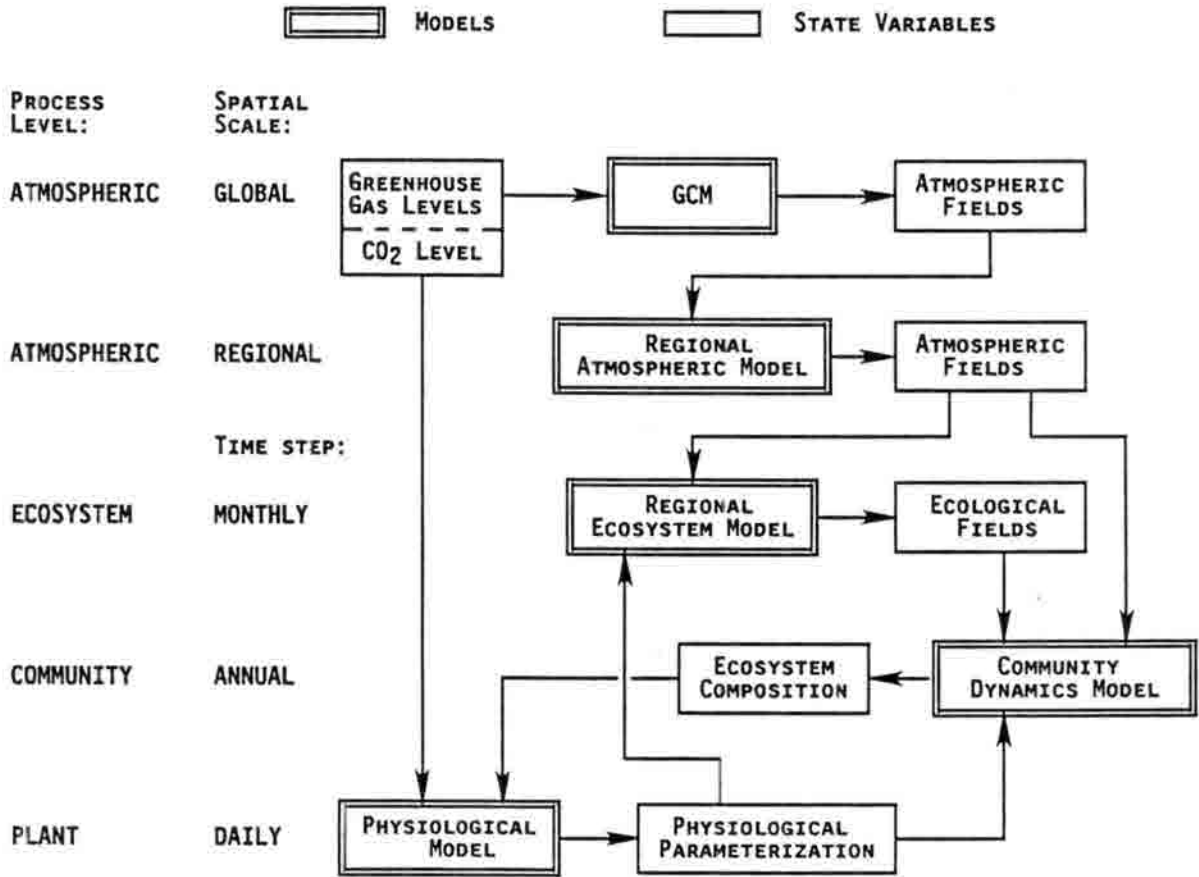 MODELS
STATE VARIABLES
PROCESS
LEVEL:
SPATIAL
SCALE:
ATMOSPHERIC
GLOBAL
GREENHOUSE
GAS LEVELS
CO2 LEVEL
GCM
ATMOSPHERIC
FIELDS
ATMOSPHERIC
REGIONAL
REGIONAL
ATMOSPHERIC MODEL
ATMOSPHERIC
FIELDS
TIME STEP:
ECOSYSTEM
MONTHLY
REGIONAL
ECOSYSTEM MODEL
ECOLOGICAL
FIELDS
COMMUNITY
ANNUAL
ECOSYSTEM
COMPOSITION
COMMUNITY
DYNAMICS MODEL
PLANT
DAILY
PHYSIOLOGICAL
MODEL
PHYSIOLOGICAL
PARAMETERIZATION